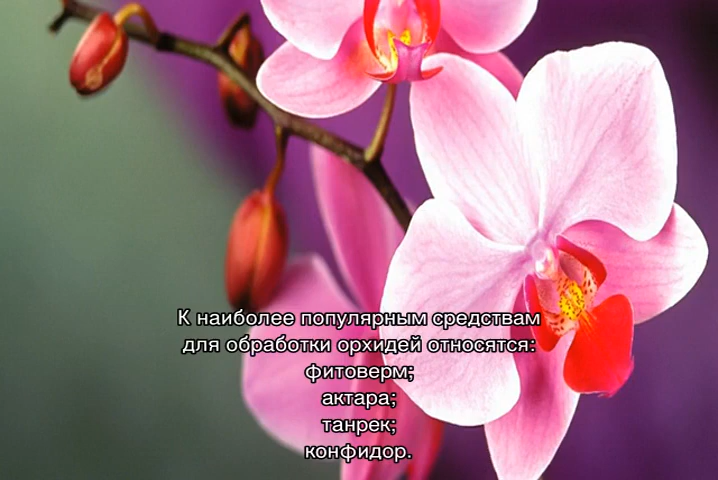 К наиболее популярным средствам
для обработки орхидей относятся:
фитоверм;
актара;
танрек;
конфидор.